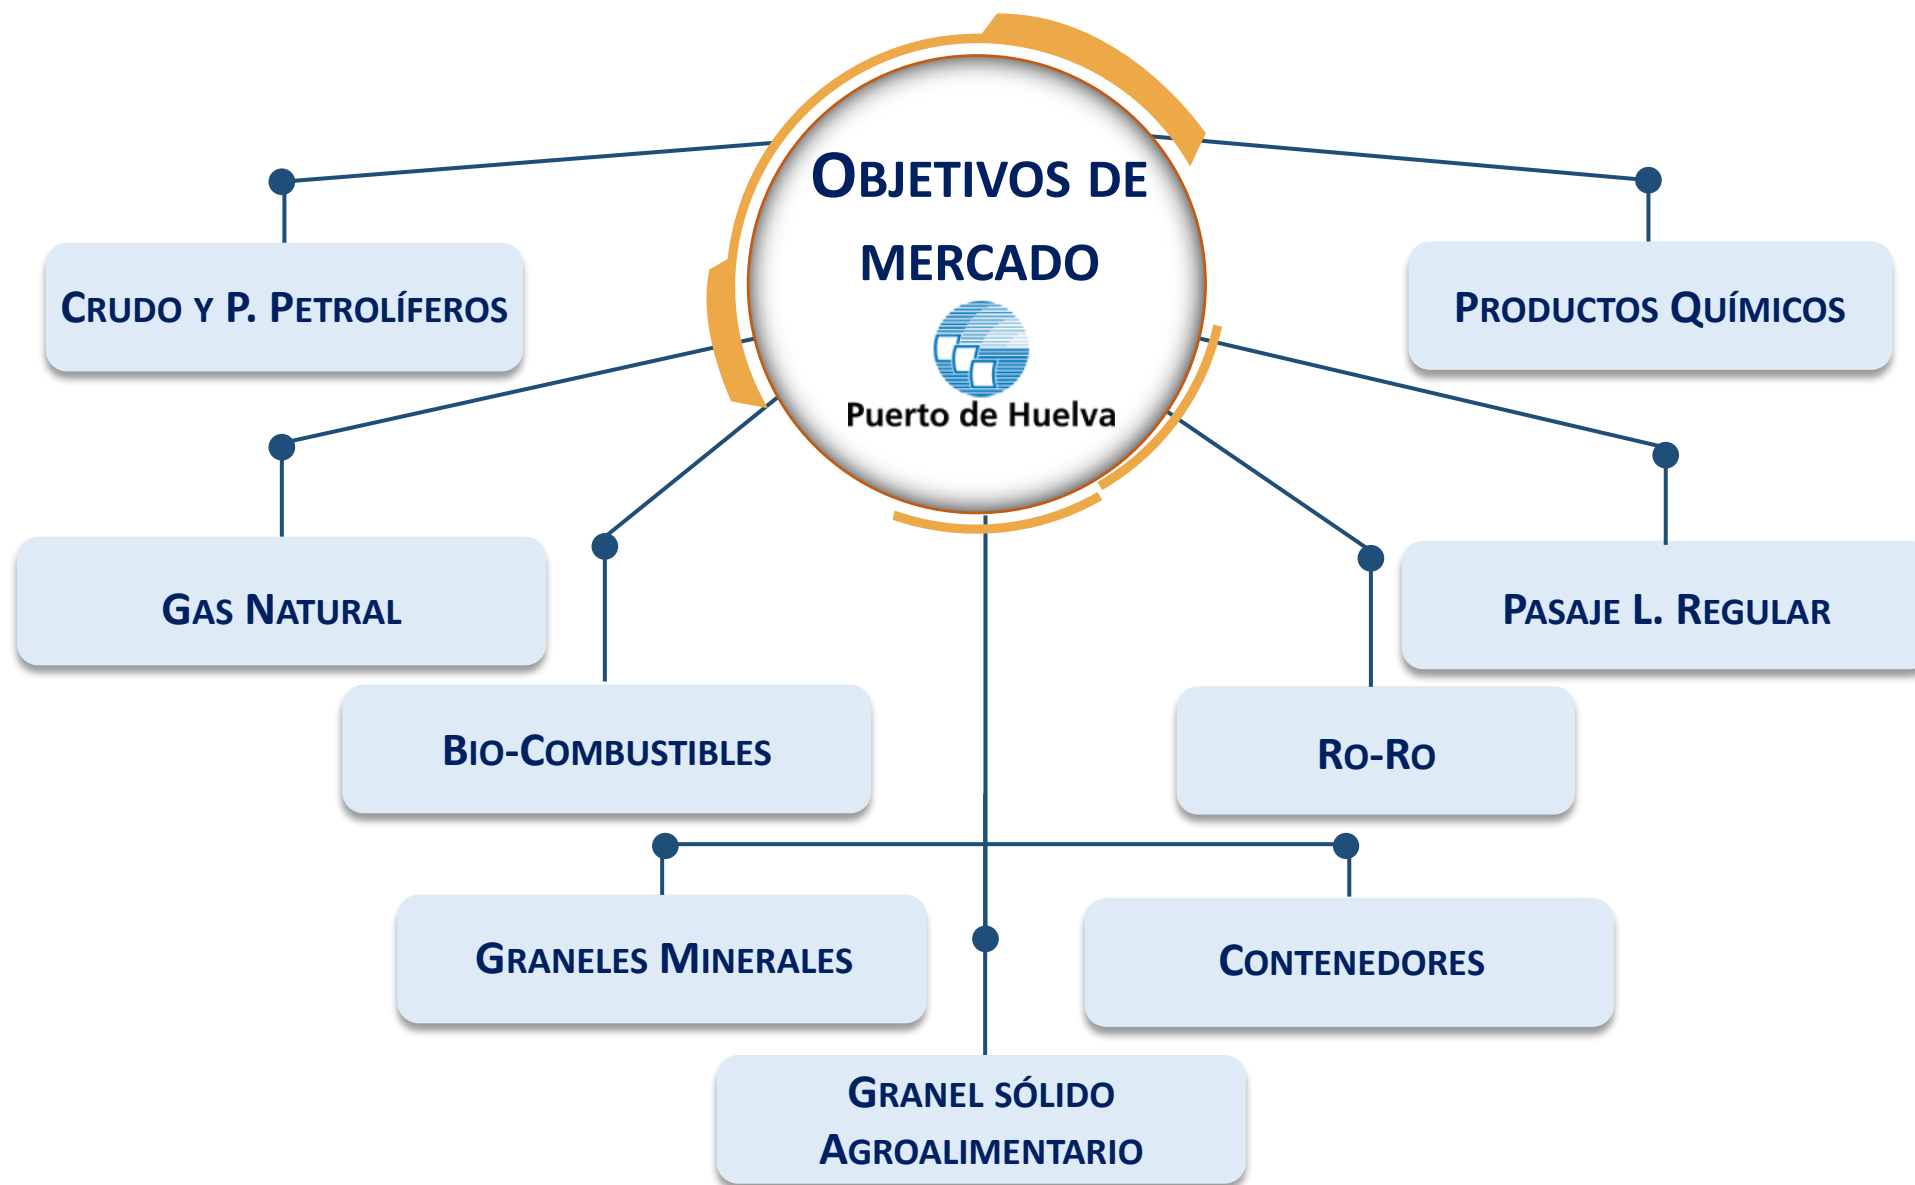 OBJETIVOS DE
MERCADO
Puerto de Huelva
CRUDO Y P. PETROLÍFEROS
PRODUCTOS QUÍMICOS
GAS NATURAL
PASAJE L. REGULAR
BIO-COMBUSTIBLES
RO-RO
GRANELES MINERALES
CONTENEDORES
GRANEL SÓLIDO
AGROALIMENTARIO